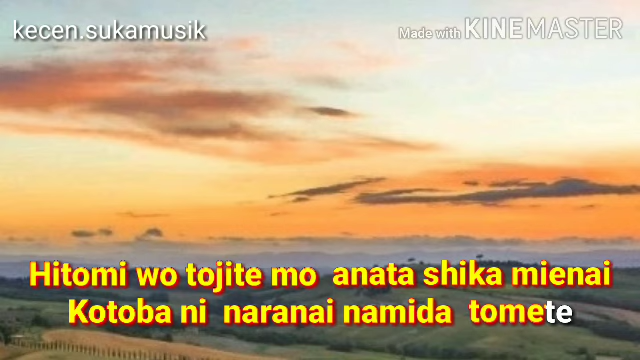 kecen.sukamusik
Made with KINEMASTER
Hitomi wo tojite mo anata shika mienai
Kotoba ni naranai namida tomete